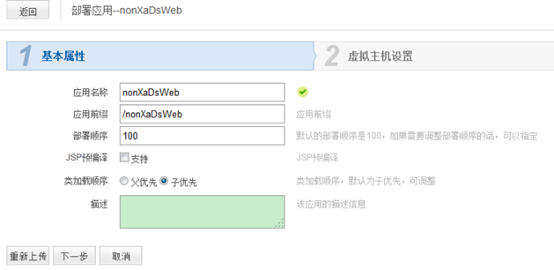 返回 部署应用--nonXaDsWeb
1 基本属性 2 虚拟主机设置
应用名称 nonXaDsWeb
应用前缀 /nonXaDsWeb 应用前缀
部署顺序 100 默认的部署顺序是100，如果需要调整部署顺序的话，可以指定
JSP预编译 支持 JSP预编译
类加载顺序 父优先 子优先 类加载顺序，默认为子优先，可调整
描述 该应用的描述信息
重新上传 下一步 取消